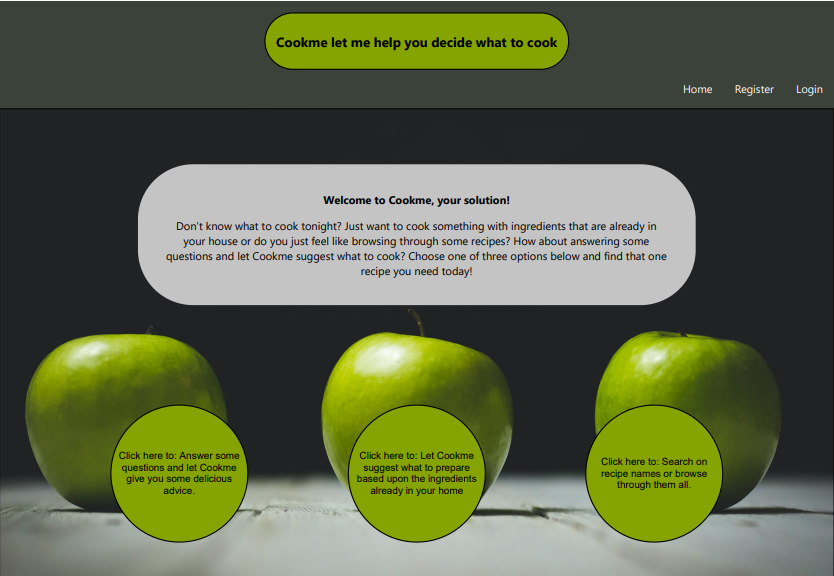 Cookme let me help you decide what to cook
Home Register Login
Welcome to Cookme, your solution!
Don't know what to cook tonight? Just want to cook something with ingredients that are already in
your house or do you just feel like browsing through some recipes? How about answering some
questions and let Cookme suggest what to cook? Choose one of three options below and find that one
recipe you need today!
Click here to: Answer some
questions and let Cookme
give you some delicious
advice.
Click here to: Let Cookme
suggest what to prepare
based upon the ingredients
already in your home
Click here to: Search on
recipe names or browse
through them all.